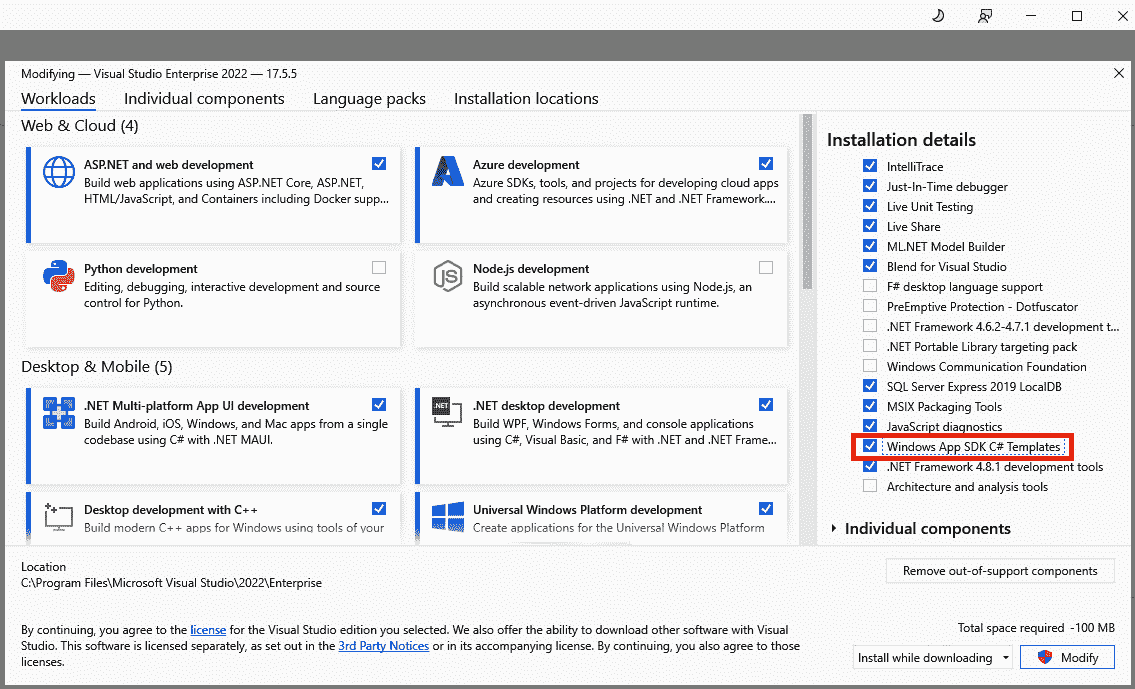 Modifying — Visual Studio Enterprise 2022 — 17.5.5
Workloads
Individual components
Language packs
Installation locations
Web & Cloud (4)
ASP.NET and web development
Build web applications using ASP.NET Core, ASP.NET,
HTML/JavaScript, and Containers including Docker supp...
Azure development
Azure SDKs, tools, and projects for developing cloud apps
and creating resources using .NET and .NET Framework....
Python development
Editing, debugging, interactive development and source
control for Python.
JS
Node.js development
Build scalable network applications using Node.js, an
asynchronous event-driven JavaScript runtime.
Desktop & Mobile (5)
.NET Multi-platform App UI development
Build Android, iOS, Windows, and Mac apps from a single
codebase using C# with .NET MAUI.
.NET
.NET desktop development
Build WPF, Windows Forms, and console applications
using C#, Visual Basic, and F# with .NET and .NET Frame...
Desktop development with C++
Build modern C++ apps for Windows using tools of your
Universal Windows Platform development
Create applications for the Universal Windows Platform
Installation details
IntelliTrace
Just-In-Time debugger
Live Unit Testing
Live Share
ML.NET Model Builder
Blend for Visual Studio
F# desktop language support
PreEmptive Protection - Dotfuscator
.NET Framework 4.6.2-4.7.1 development t...
.NET Portable Library targeting pack
Windows Communication Foundation
SQL Server Express 2019 LocalDB
MSIX Packaging Tools
JavaScript diagnostics
Windows App SDK C# Templates
.NET Framework 4.8.1 development tools
Architecture and analysis tools
Individual components
Location
C:\Program Files\Microsoft Visual Studio\2022\Enterprise
Remove out-of-support components
By continuing, you agree to the license for the Visual Studio edition you selected. We also offer the ability to download other software with Visual
Studio. This software is licensed separately, as set out in the 3rd Party Notices or in its accompanying license. By continuing, you also agree to those
licenses.
Total space required -100 MB
Install while downloading
Modify